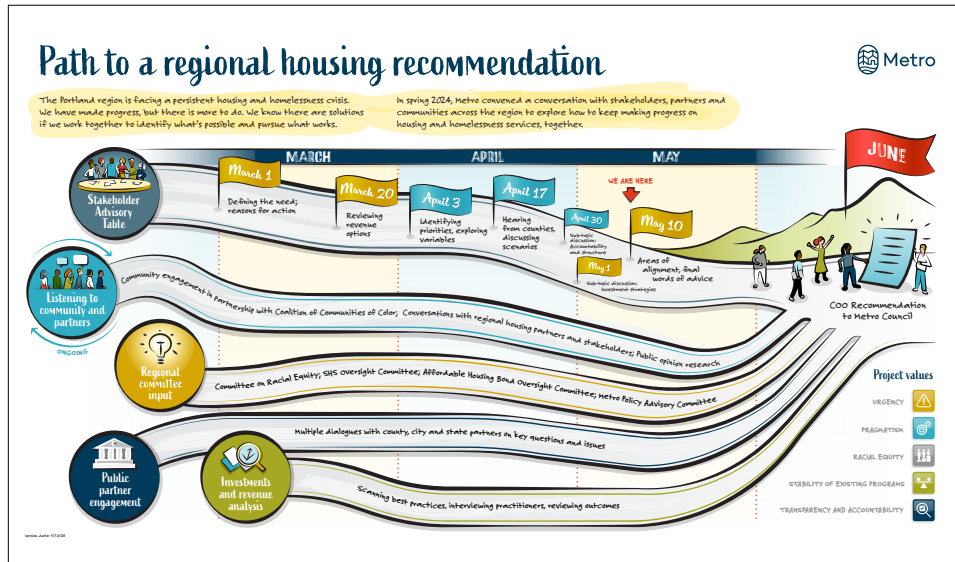 Path to a regional housing recommendation
Metro
The Portland region is facing a persistent housing and homelessness crisis.
We have made progress, but there is more to do. We know there are solutions
if we work together to identify what's possible and pursue what works.
In spring 2024, Metro convened a conversation with stakeholders, partners and
communities across the region to explore how to keep making progress on
housing and homelessness services, together.
MARCH
APRIL
MAY
JUNE
Stakeholder
Advisory
Table
March 1
Defining the need;
reasons for action
March 20
Reviewing
revenue
options
April 3
Identifying
priorities, exploring
variables
April 17
Hearing
from counties,
discussing
scenarios
April 30
Sub-topic
discussion:
Accountability
and structure
May 1
Sub-topic discussion:
Investment strategies
WE ARE HERE
May 10
Areas of
alignment, final
words of advice
COO Recommendation
to Metro Council
Listening to
community and
partners
ONGOING
Community engagement in partnership with Coalition of Communities of Color; Conversations with regional housing partners and stakeholders; Public opinion research
Regional
committee
input
Committee on Racial Equity; SHS Oversight Committee; Affordable Housing Bond Oversight Committee; Metro Policy Advisory Committee
Public
partner
engagement
Multiple dialogues with county, city and state partners on key questions and issues
Investments
and revenue
analysis
Scanning best practices, interviewing practitioners, reviewing outcomes
Project values
URGENCY
PRAGMATISM
RACIAL EQUITY
STABILITY OF EXISTING PROGRAMS
TRANSPARENCY AND ACCOUNTABILITY